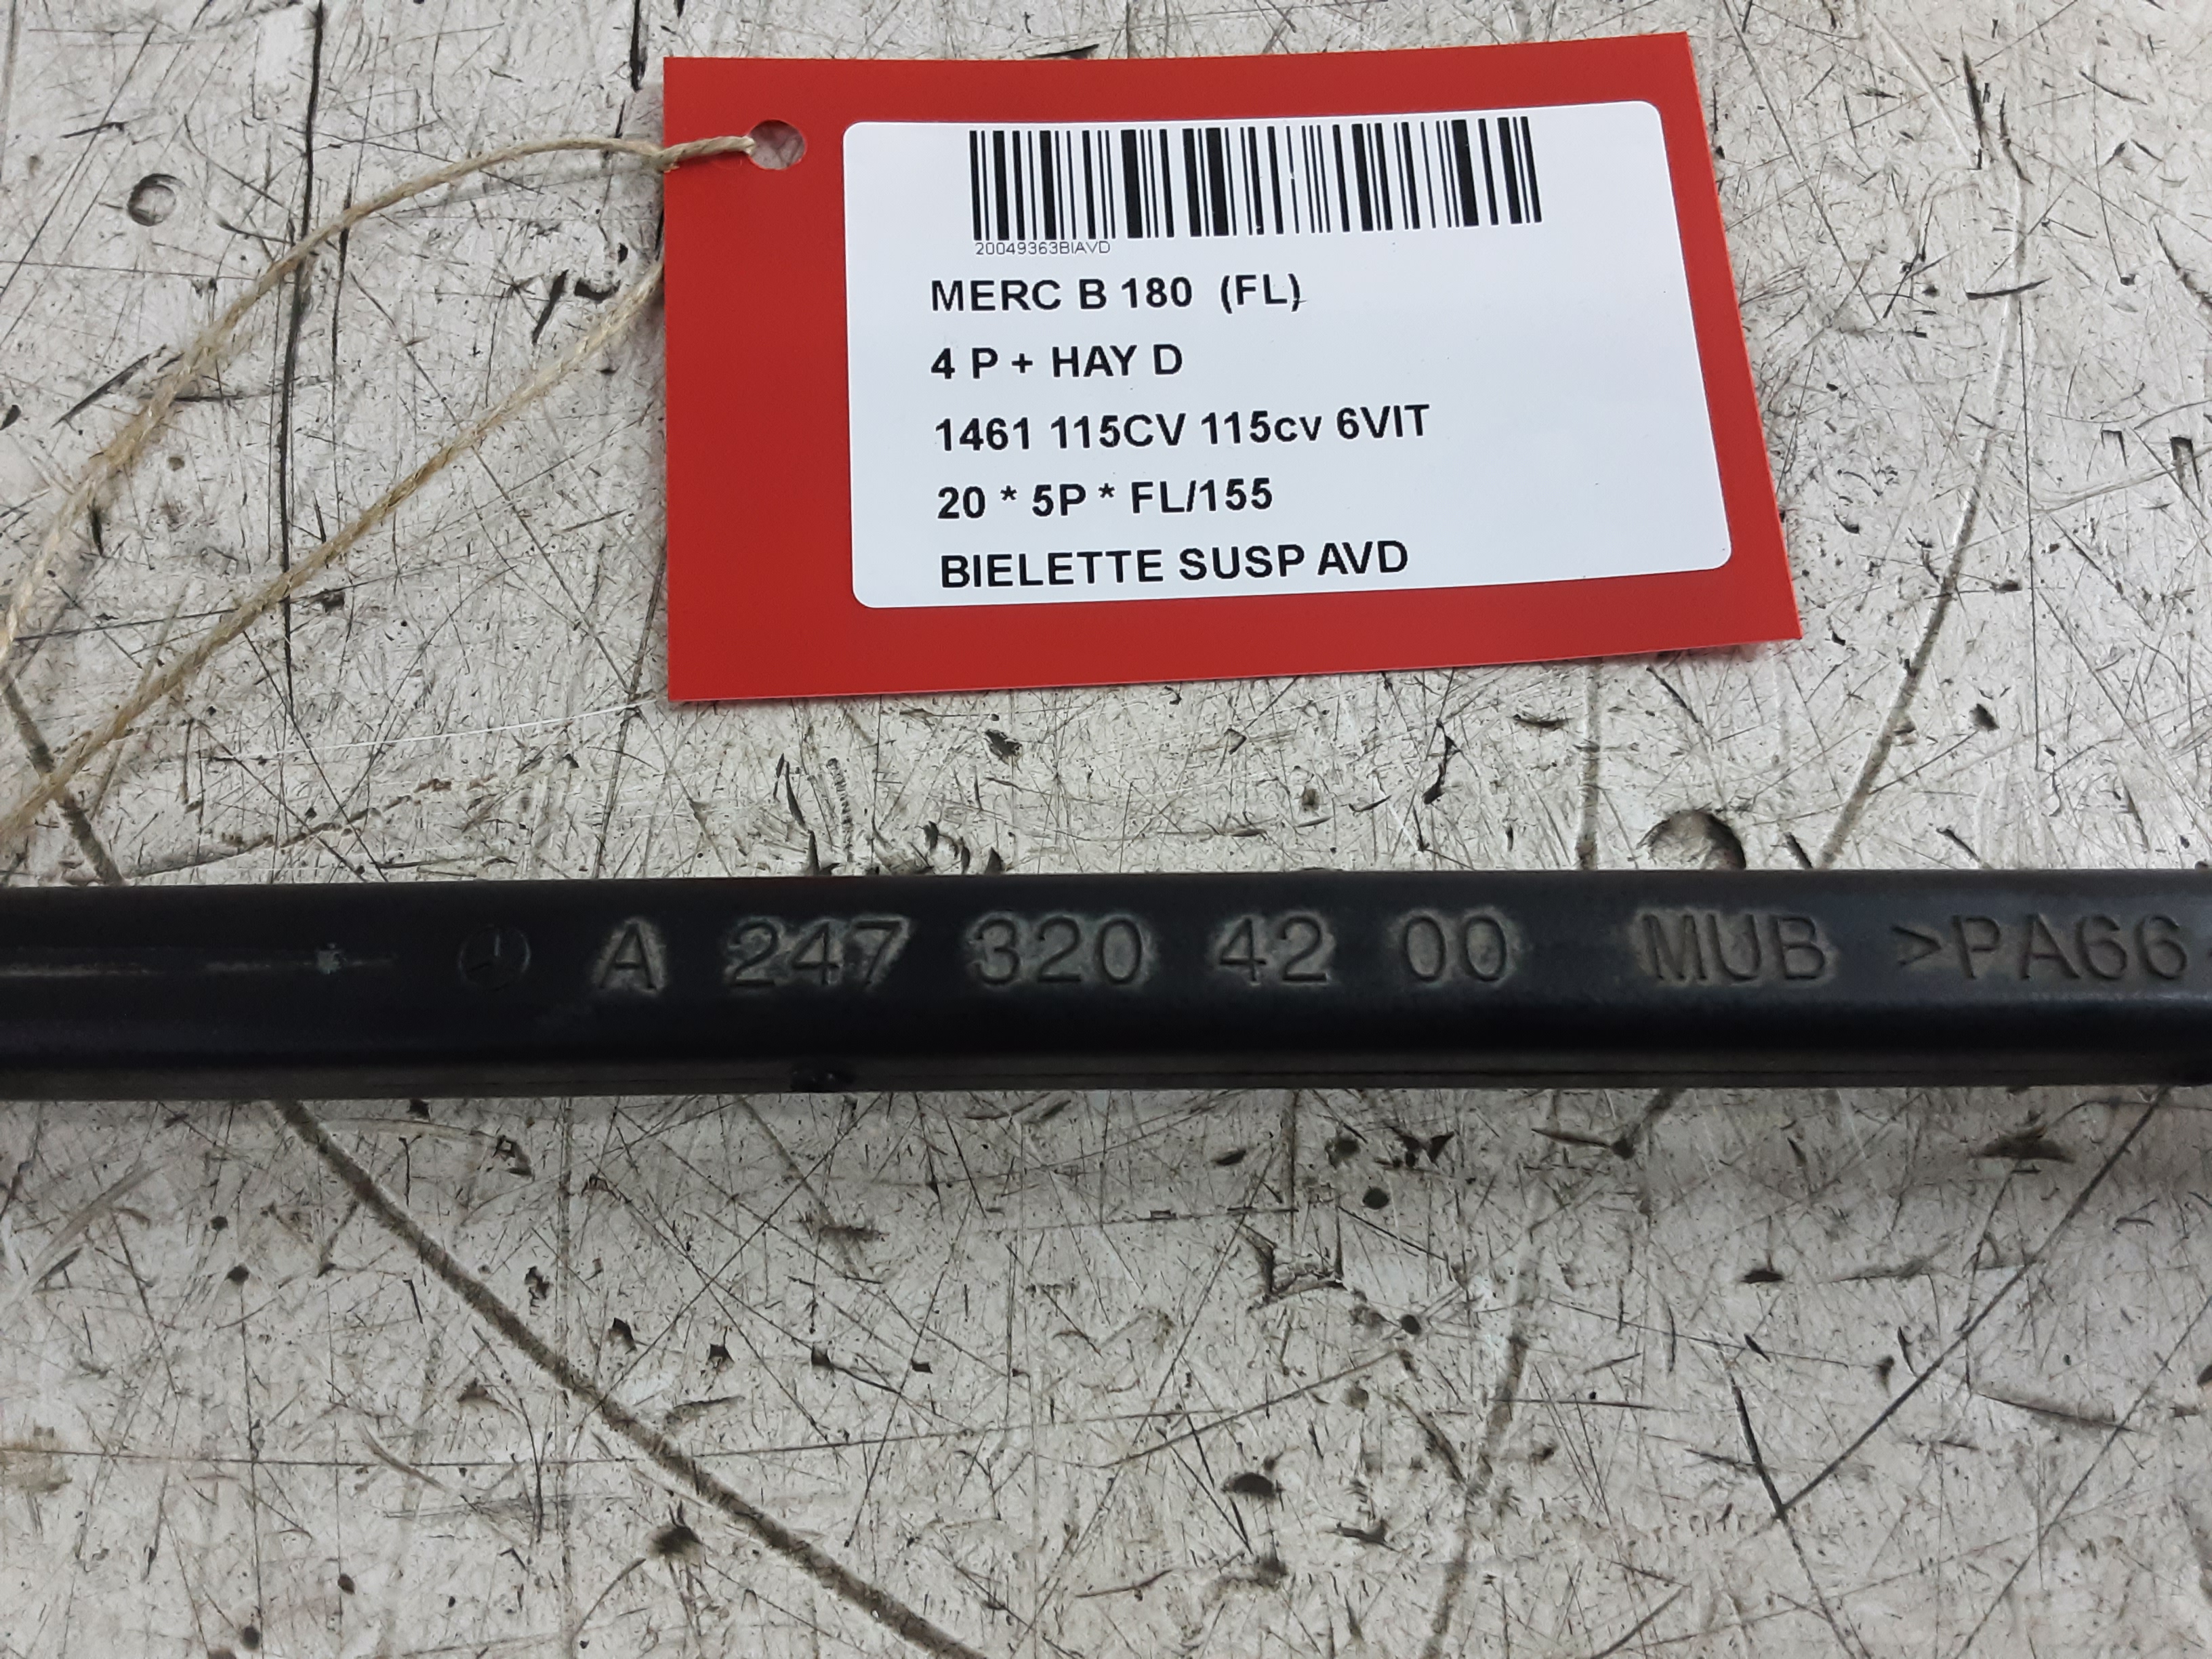 20049363BIAVD
MERC B 180 (FL)
4 P + HAY D
1461 115CV 115cv 6VIT
20 * 5P * FL/155
BIELETTE SUSP AVD
A 247 320 42 00 MUB >PA66